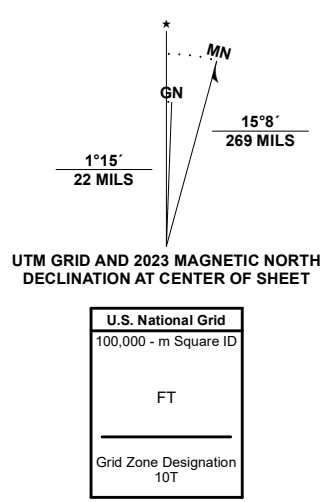 ★
MN
GN
15°8´
269 MILS
1°15´
22 MILS
UTM GRID AND 2023 MAGNETIC NORTH
DECLINATION AT CENTER OF SHEET
U.S. National Grid
100,000 - m Square ID
FT
Grid Zone Designation
10T